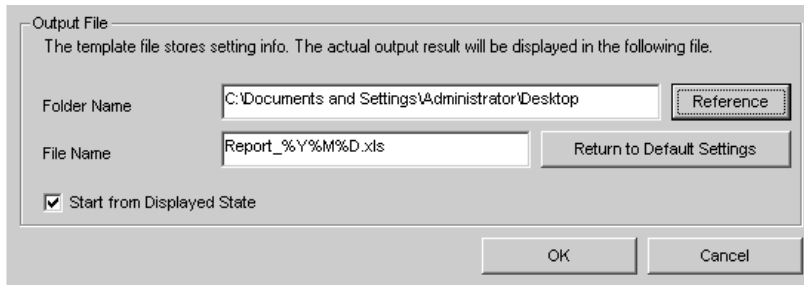 Output File
The template file stores setting info. The actual output result will be displayed in the following file.
Folder Name
C:\Documents and Settings\Administrator\Desktop
Reference
File Name
Report_%Y%M%D.xls
Return to Default Settings
Start from Displayed State
OK
Cancel